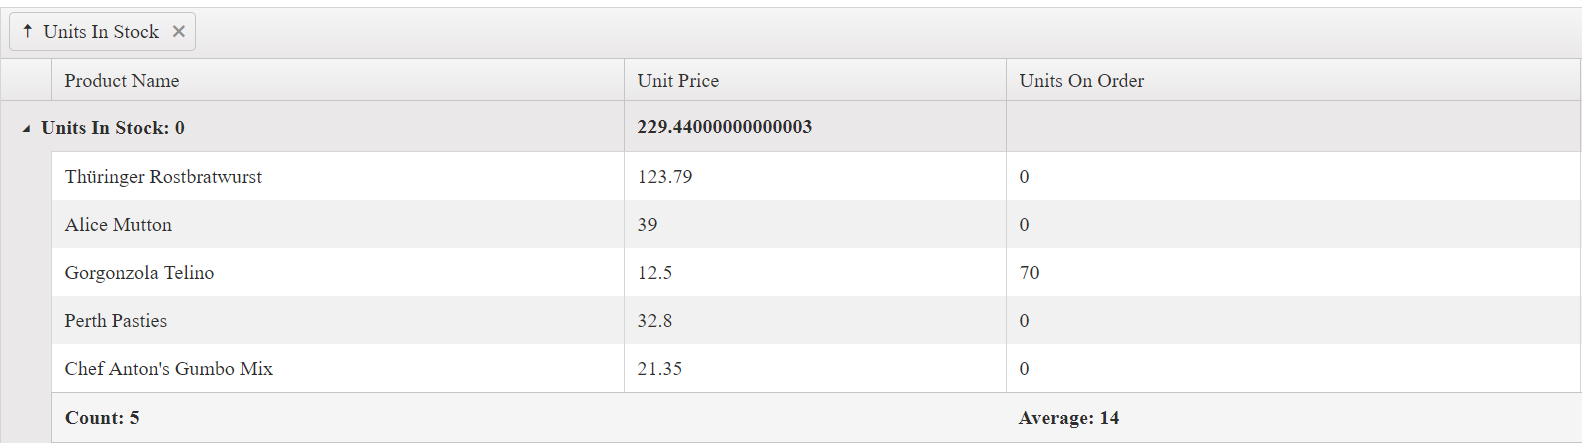 Units In Stock
Product Name Unit Price Units On Order
Units In Stock: 0 229.44000000000003
Thüringer Rostbratwurst 123.79 0
Alice Mutton 39 0
Gorgonzola Telino 12.5 70
Perth Pasties 32.8 0
Chef Anton's Gumbo Mix 21.35 0
Count: 5 Average: 14